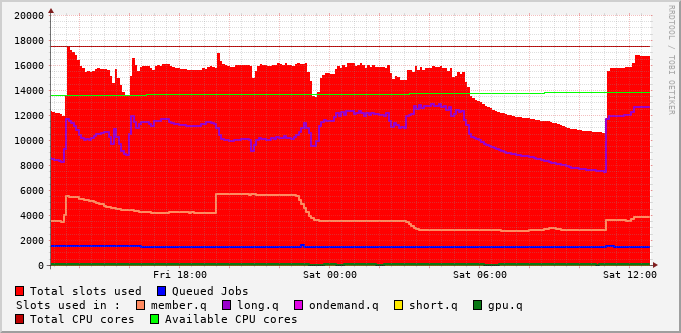 20000
18000
16000
14000
12000
10000
8000
6000
4000
2000
0
Fri 18:00 Sat 00:00 Sat 06:00 Sat 12:00
RRDTOOL / TOBI OETIKER
Total slots used Queued Jobs
Slots used in : member.q long.q ondemand.q short.q gpu.q
Total CPU cores Available CPU cores